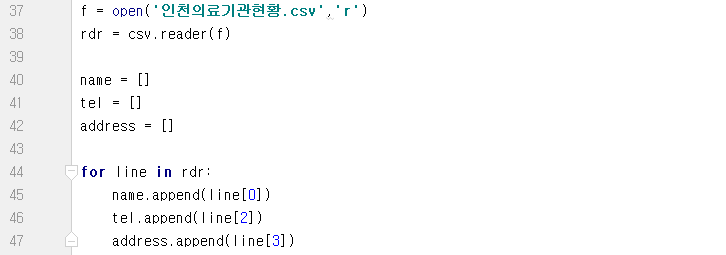 37 f = open('인천의료기관현황.csv','r')
38 rdr = csv.reader(f)
39
40 name = []
41 tel = []
42 address = []
43
44 for line in rdr:
45 name.append(line[0])
46 tel.append(line[2])
47 address.append(line[3])